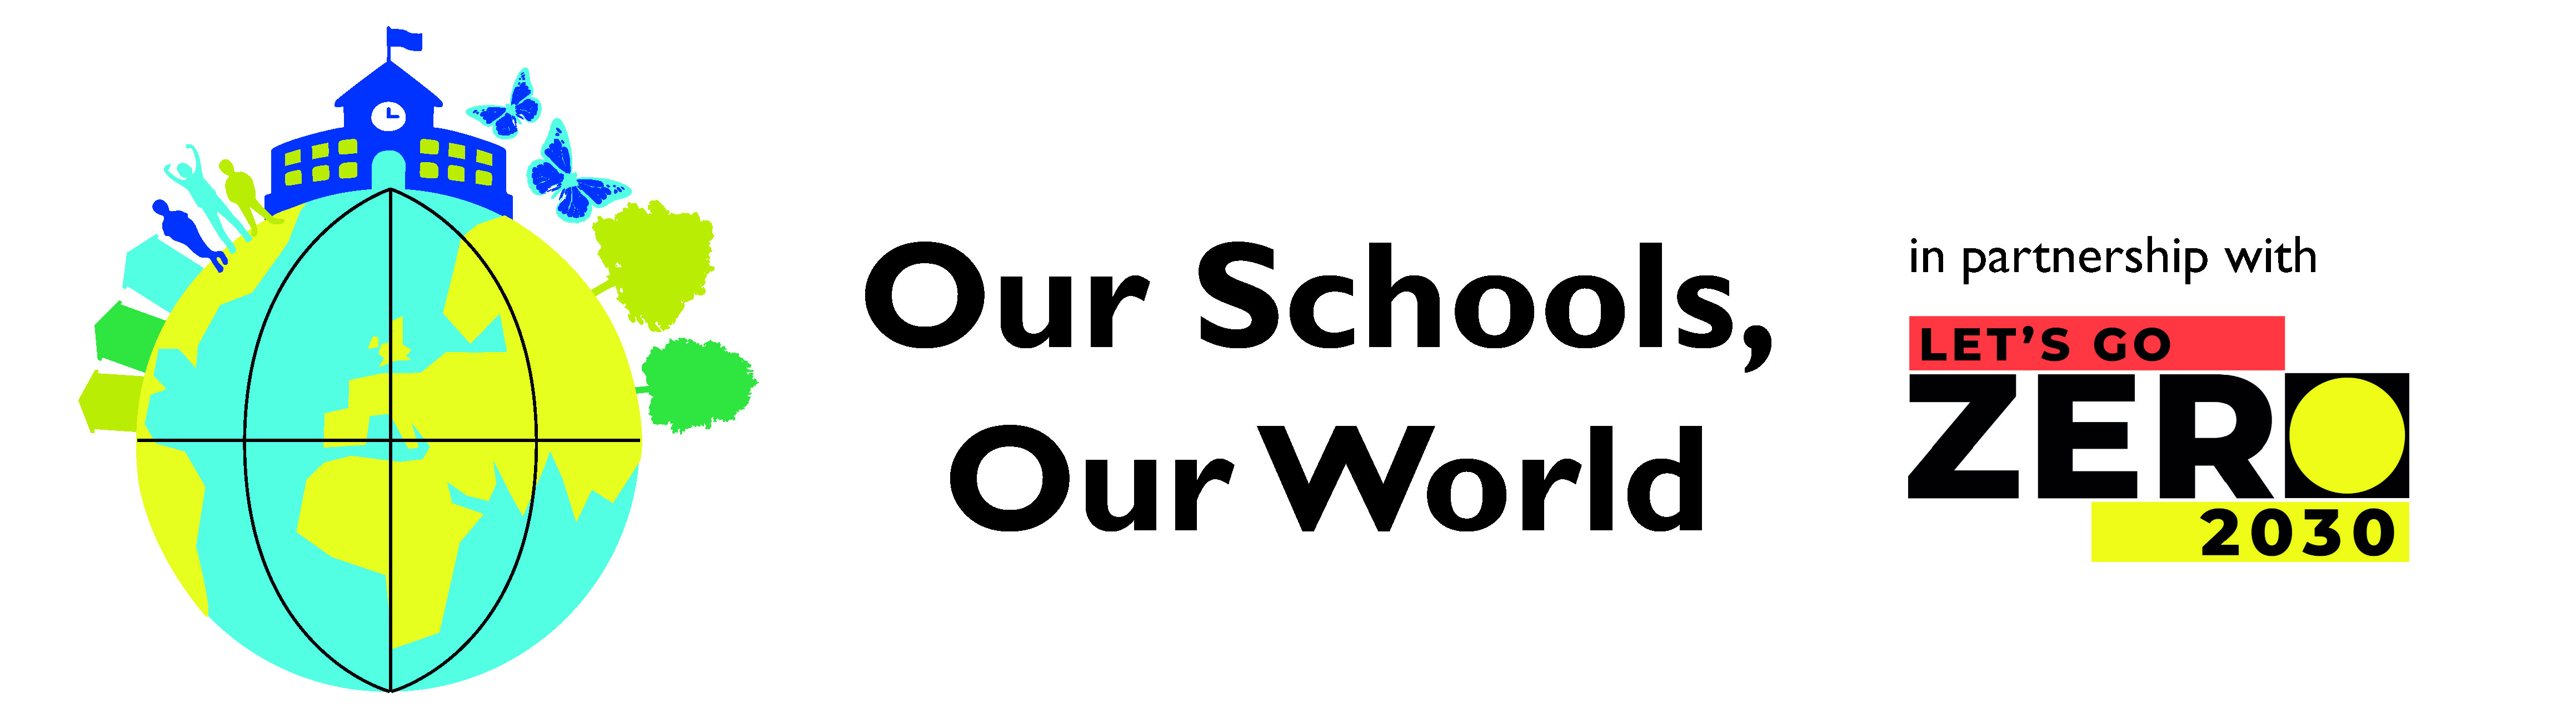 Our Schools,
Our World
in partnership with
LET'S GO
ZERO
2030